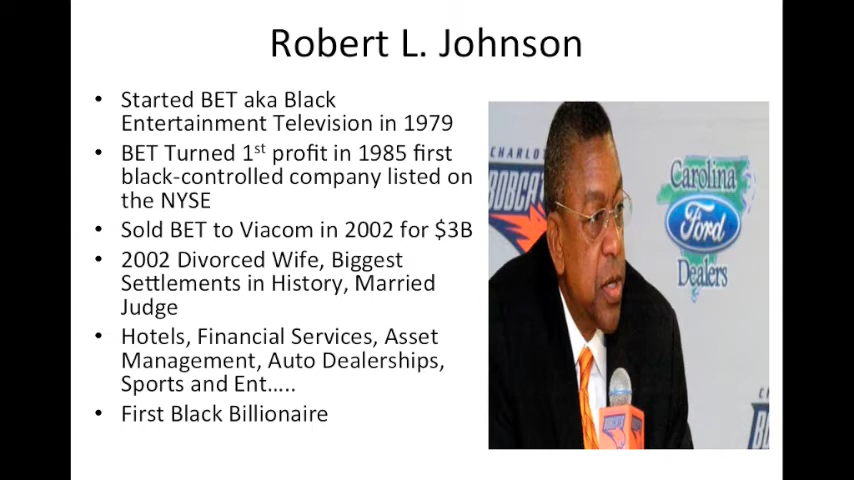 Robert L. Johnson
• Started BET aka Black
Entertainment Television in 1979
• BET Turned 1st profit in 1985 first
black-controlled company listed on
the NYSE
• Sold BET to Viacom in 2002 for $3B
• 2002 Divorced Wife, Biggest
Settlements in History, Married
Judge
• Hotels, Financial Services, Asset
Management, Auto Dealerships,
Sports and Ent.....
• First Black Billionaire
CHARLO
BOBCA
Carolina
Ford
Dealers